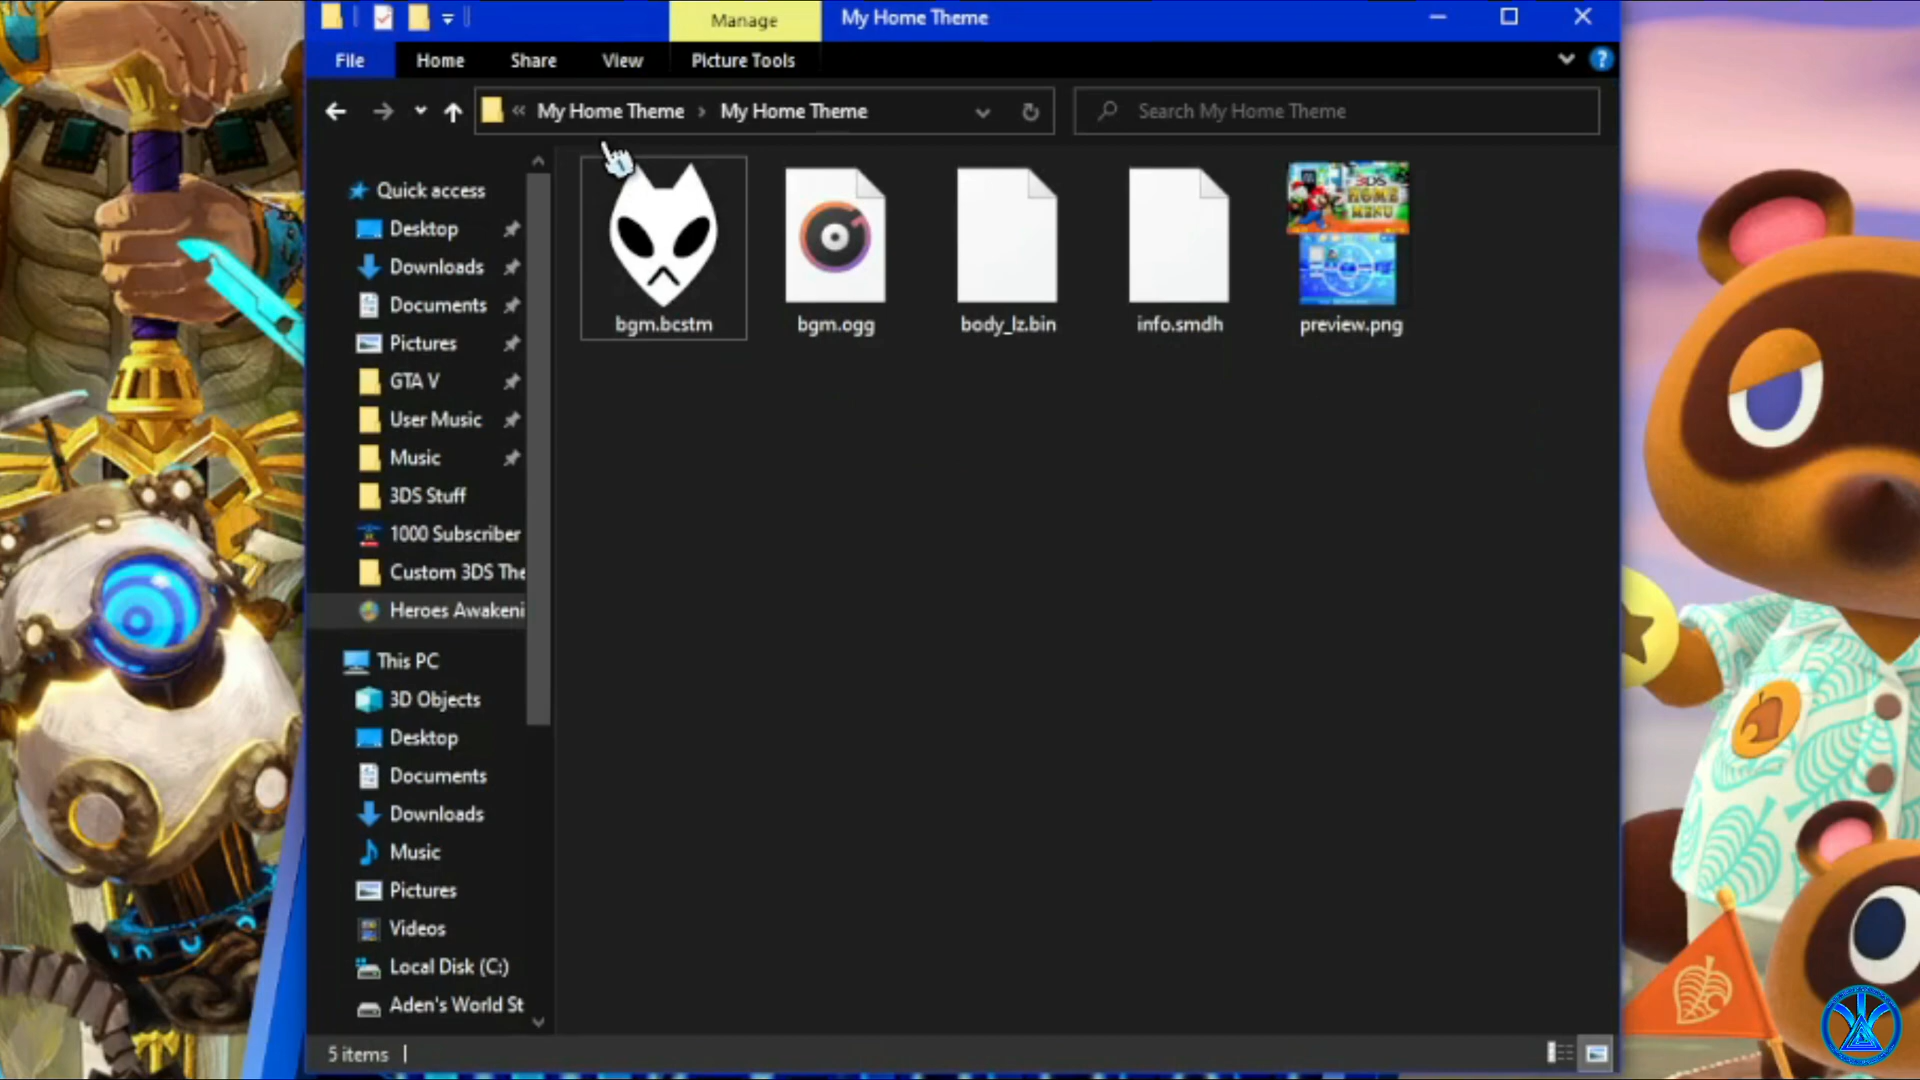 Manage
My Home Theme
File
Home
Share
View
Picture Tools
« My Home Theme › My Home Theme
Search My Home Theme
Quick access
Desktop
Downloads
Documents
Pictures
GTA V
User Music
Music
3DS Stuff
1000 Subscriber
Custom 3DS The
Heroes Awakeni
This PC
3D Objects
Desktop
Documents
Downloads
Music
Pictures
Videos
Local Disk (C:)
Aden's World St
3DS
HOME
MENU
bgm.bcstm
bgm.ogg
body_lz.bin
info.smdh
preview.png
5 items